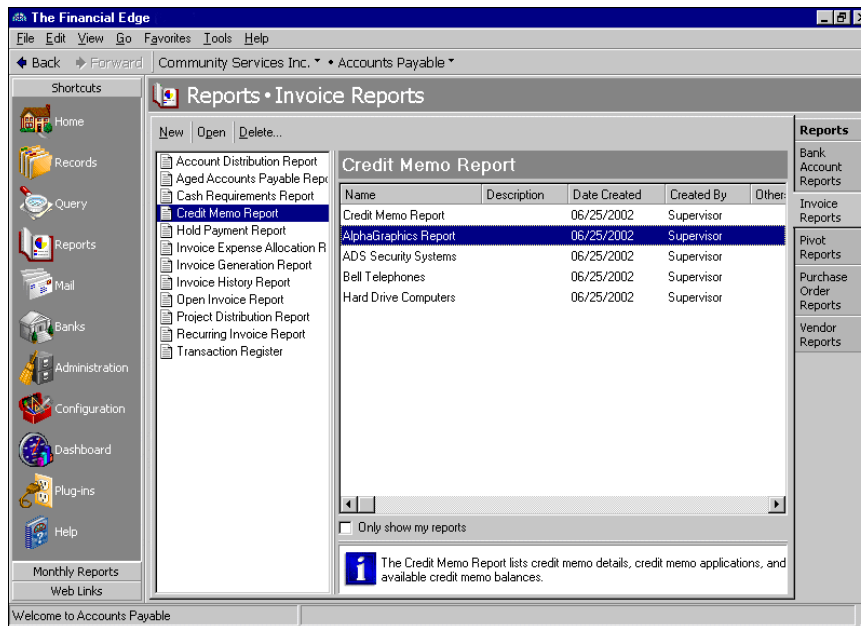 The Financial Edge
File Edit View Go Favorites Tools Help
Back Forward Community Services Inc. • Accounts Payable
Shortcuts
Home
Records
Query
Reports
Mail
Banks
Administration
Configuration
Dashboard
Plug-ins
Help
Monthly Reports
Web Links
Reports • Invoice Reports
New Open Delete...
Account Distribution Report
Aged Accounts Payable Repo
Cash Requirements Report
Credit Memo Report
Hold Payment Report
Invoice Expense Allocation R
Invoice Generation Report
Invoice History Report
Open Invoice Report
Project Distribution Report
Recurring Invoice Report
Transaction Register
Credit Memo Report
Name Description Date Created Created By Others
Credit Memo Report 06/25/2002 Supervisor
AlphaGraphics Report 06/25/2002 Supervisor
ADS Security Systems 06/25/2002 Supervisor
Bell Telephones 06/25/2002 Supervisor
Hard Drive Computers 06/25/2002 Supervisor
Only show my reports
The Credit Memo Report lists credit memo details, credit memo applications, and
available credit memo balances.
Reports
Bank
Account
Reports
Invoice
Reports
Pivot
Reports
Purchase
Order
Reports
Vendor
Reports
Welcome to Accounts Payable